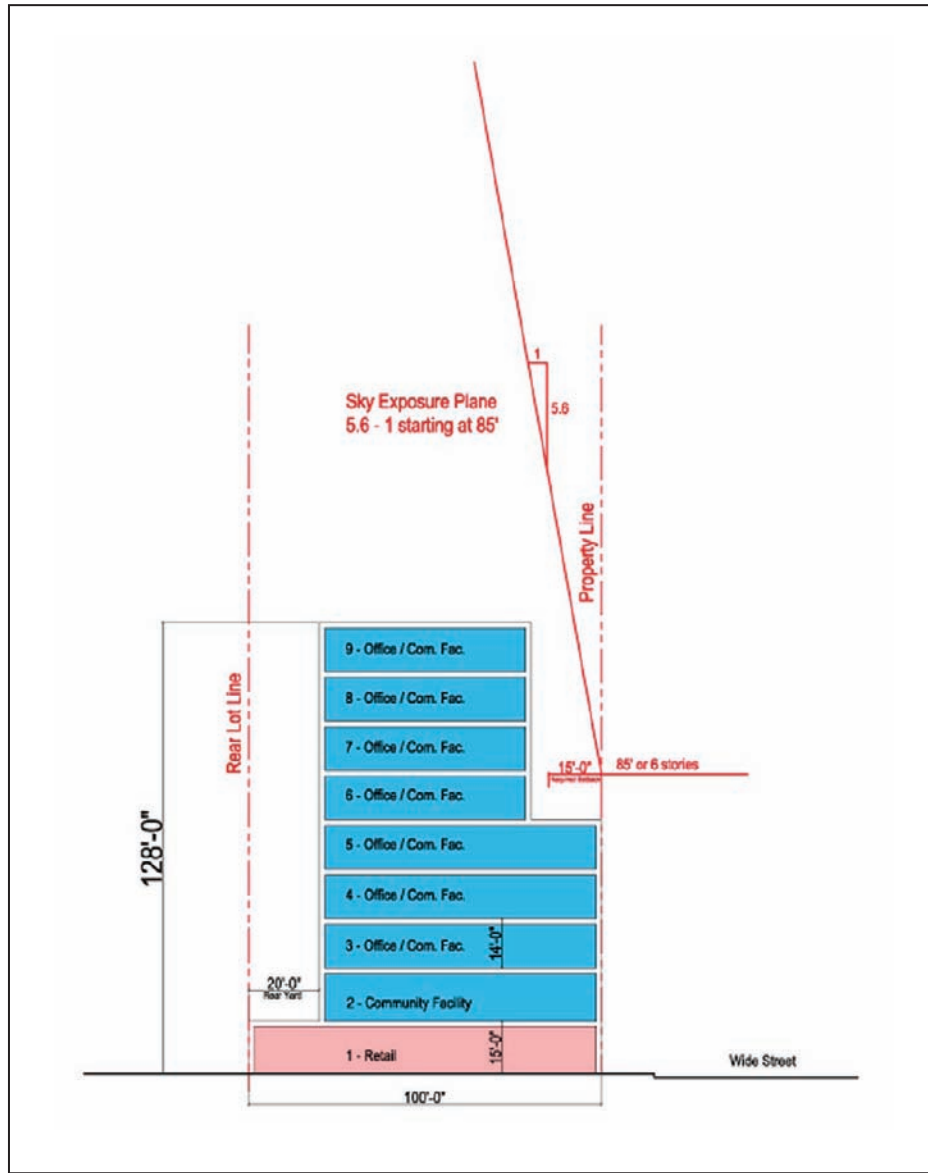 1
5.6
Sky Exposure Plane
5.6 - 1 starting at 85'
Property Line
Rear Lot Line
9 - Office / Com. Fac.
8 - Office / Com. Fac.
7 - Office / Com. Fac.
15'-0"
Required Setback
85' or 6 stories
6 - Office / Com. Fac.
128'-0"
5 - Office / Com. Fac.
4 - Office / Com. Fac.
3 - Office / Com. Fac.
14'-0"
20'-0"
Rear Yard
2 - Community Facility
1 - Retail
15'-0"
Wide Street
100'-0"